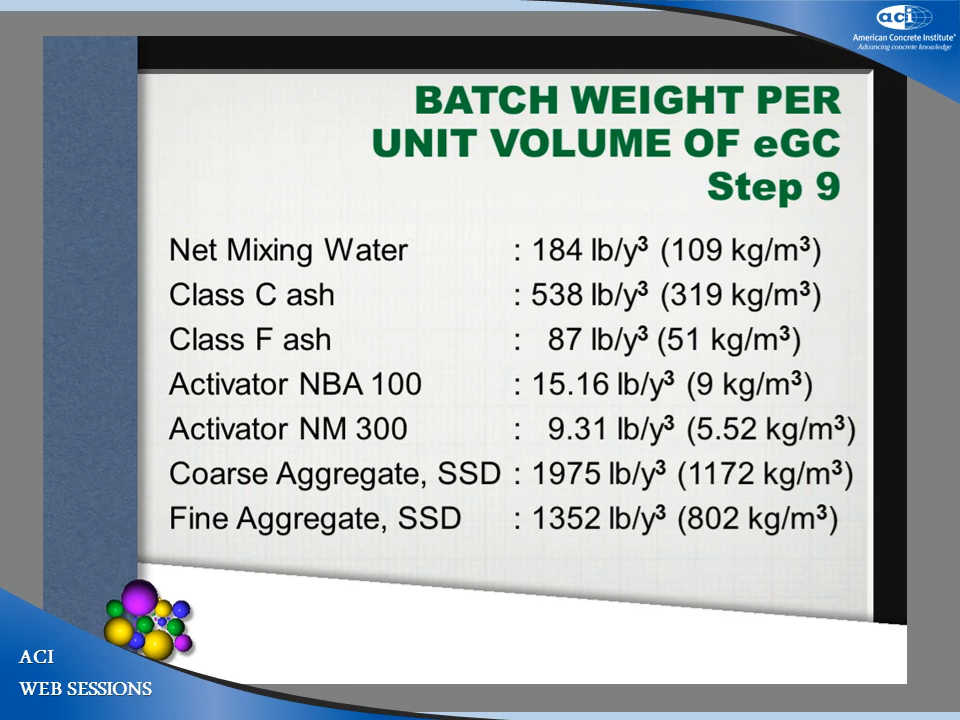 aci
American Concrete Institute®
Advancing concrete knowledge
BATCH WEIGHT PER
UNIT VOLUME OF eGC
Step 9
Net Mixing Water : 184 lb/y³ (109 kg/m³)
Class C ash : 538 lb/y³ (319 kg/m³)
Class F ash : 87 lb/y³ (51 kg/m³)
Activator NBA 100 : 15.16 lb/y³ (9 kg/m³)
Activator NM 300 : 9.31 lb/y³ (5.52 kg/m³)
Coarse Aggregate, SSD : 1975 lb/y³ (1172 kg/m³)
Fine Aggregate, SSD : 1352 lb/y³ (802 kg/m³)
ACI
WEB SESSIONS